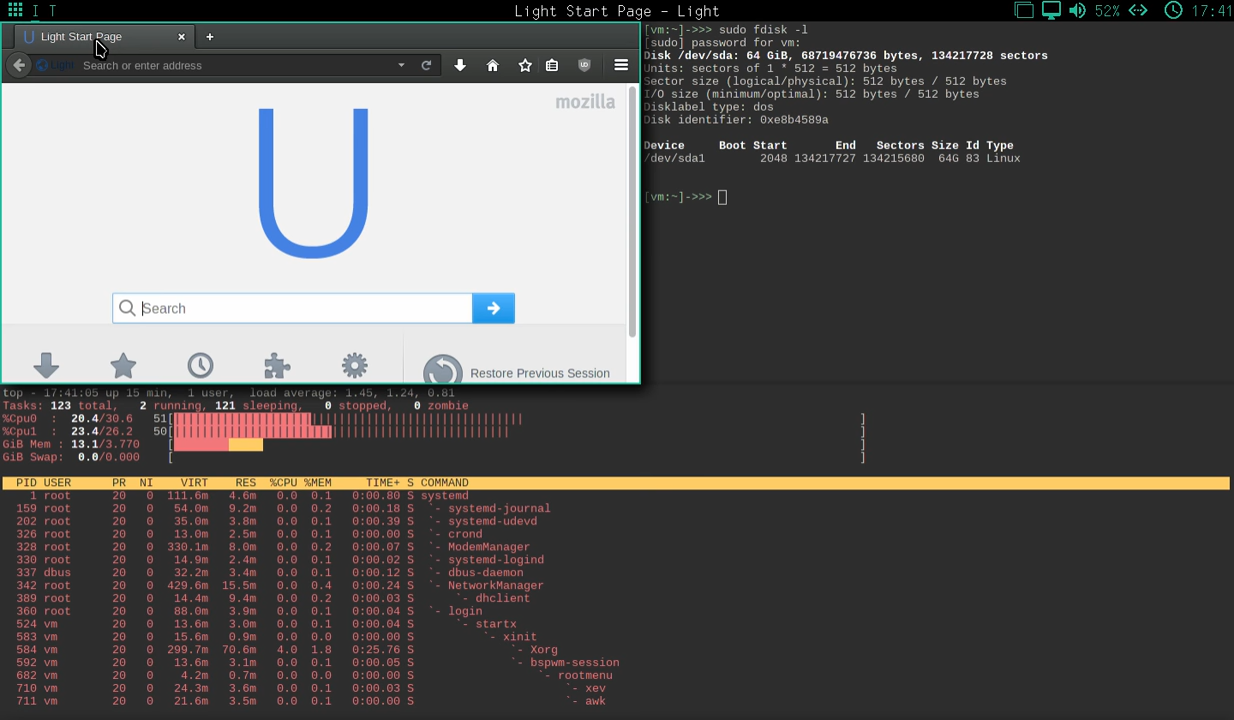 I T Light Start Page - Light 52% 17:41
Light Start Page × +
Light Search or enter address
mozilla
U
Search
Restore Previous Session
[vm:~]->>> sudo fdisk -l
[sudo] password for vm:
Disk /dev/sda: 64 GiB, 68719476736 bytes, 134217728 sectors
Units: sectors of 1 * 512 = 512 bytes
Sector size (logical/physical): 512 bytes / 512 bytes
I/O size (minimum/optimal): 512 bytes / 512 bytes
Disklabel type: dos
Disk identifier: 0xe8b4589a
Device Boot Start End Sectors Size Id Type
/dev/sda1 2048 134217727 134215680 64G 83 Linux
[vm:~]->>>
top - 17:41:05 up 15 min, 1 user, load average: 1.45, 1.24, 0.81
Tasks: 123 total, 2 running, 121 sleeping, 0 stopped, 0 zombie
%Cpu0 : 20.4/30.6 51[ ]
%Cpu1 : 23.4/26.2 50[ ]
GiB Mem : 13.1/3.770 [ ]
GiB Swap: 0.0/0.000 [ ]
PID USER PR NI VIRT RES %CPU %MEM TIME+ S COMMAND
1 root 20 0 111.6m 4.6m 0.0 0.1 0:00.80 S systemd
159 root 20 0 54.0m 9.2m 0.0 0.2 0:00.18 S `- systemd-journal
202 root 20 0 35.0m 3.8m 0.0 0.1 0:00.39 S `- systemd-udevd
326 root 20 0 13.0m 2.5m 0.0 0.1 0:00.00 S `- crond
328 root 20 0 330.1m 8.0m 0.0 0.2 0:00.07 S `- ModemManager
330 root 20 0 14.9m 2.4m 0.0 0.1 0:00.02 S `- systemd-logind
337 dbus 20 0 32.2m 3.4m 0.0 0.1 0:00.12 S `- dbus-daemon
342 root 20 0 429.6m 15.5m 0.0 0.4 0:00.24 S `- NetworkManager
389 root 20 0 14.4m 9.4m 0.0 0.2 0:00.03 S `- dhclient
360 root 20 0 88.0m 3.9m 0.0 0.1 0:00.04 S `- login
524 vm 20 0 13.6m 3.0m 0.0 0.1 0:00.04 S `- startx
583 vm 20 0 15.6m 0.9m 0.0 0.0 0:00.00 S `- xinit
584 vm 20 0 299.7m 70.6m 4.0 1.8 0:25.76 S `- Xorg
592 vm 20 0 13.6m 3.1m 0.0 0.1 0:00.05 S `- bspwm-session
682 vm 20 0 4.2m 0.7m 0.0 0.0 0:00.00 S `- rootmenu
710 vm 20 0 24.3m 3.6m 0.0 0.1 0:00.03 S `- xev
711 vm 20 0 21.6m 3.5m 0.0 0.1 0:00.00 S `- awk